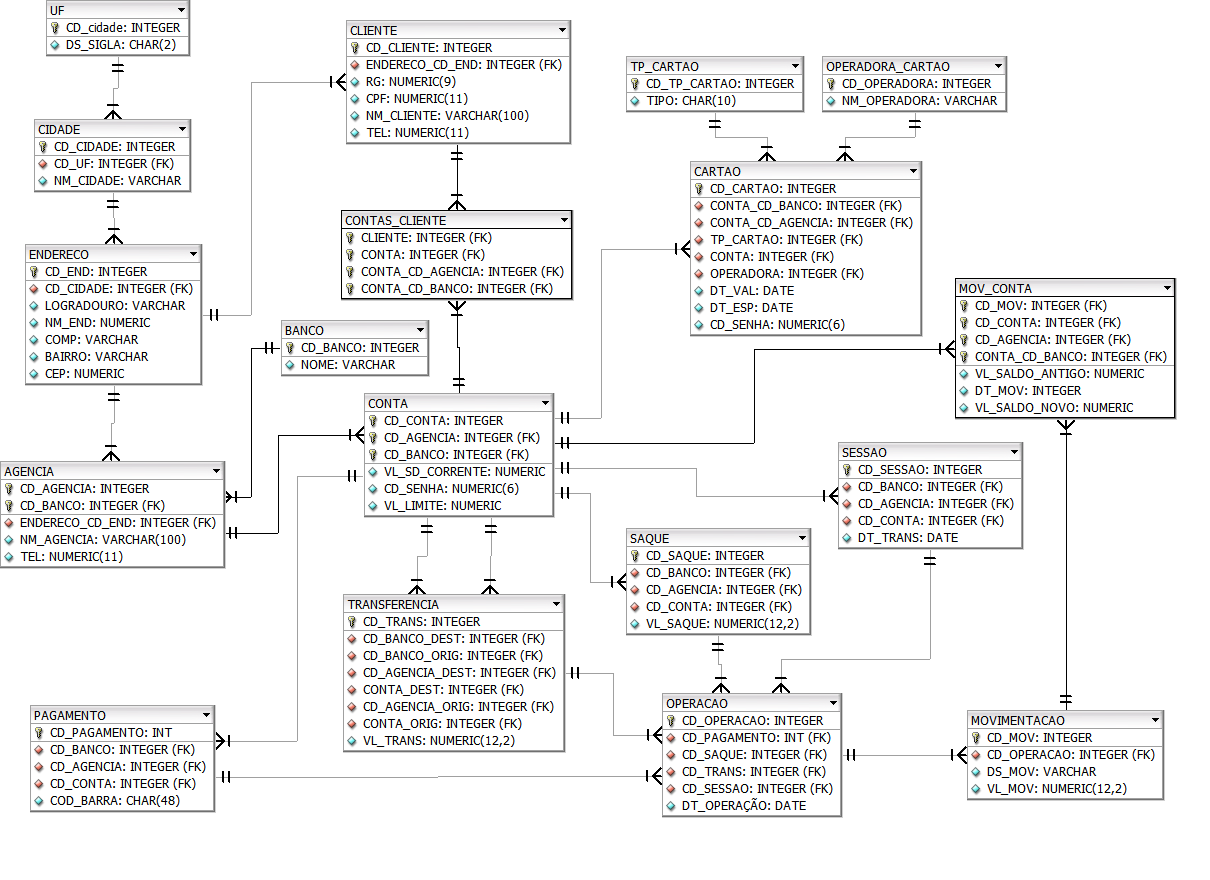 UF
CD_cidade: INTEGER
DS_SIGLA: CHAR(2)
CIDADE
CD_CIDADE: INTEGER
CD_UF: INTEGER (FK)
NM_CIDADE: VARCHAR
ENDERECO
CD_END: INTEGER
CD_CIDADE: INTEGER (FK)
LOGRADOURO: VARCHAR
NM_END: NUMERIC
COMP: VARCHAR
BAIRRO: VARCHAR
CEP: NUMERIC
AGENCIA
CD_AGENCIA: INTEGER
CD_BANCO: INTEGER (FK)
ENDERECO_CD_END: INTEGER (FK)
NM_AGENCIA: VARCHAR(100)
TEL: NUMERIC(11)
PAGAMENTO
CD_PAGAMENTO: INT
CD_BANCO: INTEGER (FK)
CD_AGENCIA: INTEGER (FK)
CD_CONTA: INTEGER (FK)
COD_BARRA: CHAR(48)
CLIENTE
CD_CLIENTE: INTEGER
ENDERECO_CD_END: INTEGER (FK)
RG: NUMERIC(9)
CPF: NUMERIC(11)
NM_CLIENTE: VARCHAR(100)
TEL: NUMERIC(11)
CONTAS_CLIENTE
CLIENTE: INTEGER (FK)
CONTA: INTEGER (FK)
CONTA_CD_AGENCIA: INTEGER (FK)
CONTA_CD_BANCO: INTEGER (FK)
BANCO
CD_BANCO: INTEGER
NOME: VARCHAR
CONTA
CD_CONTA: INTEGER
CD_AGENCIA: INTEGER (FK)
CD_BANCO: INTEGER (FK)
VL_SD_CORRENTE: NUMERIC
CD_SENHA: NUMERIC(6)
VL_LIMITE: NUMERIC
TRANSFERENCIA
CD_TRANS: INTEGER
CD_BANCO_DEST: INTEGER (FK)
CD_BANCO_ORIG: INTEGER (FK)
CD_AGENCIA_DEST: INTEGER (FK)
CONTA_DEST: INTEGER (FK)
CD_AGENCIA_ORIG: INTEGER (FK)
CONTA_ORIG: INTEGER (FK)
VL_TRANS: NUMERIC(12,2)
TP_CARTAO
CD_TP_CARTAO: INTEGER
TIPO: CHAR(10)
OPERADORA_CARTAO
CD_OPERADORA: INTEGER
NM_OPERADORA: VARCHAR
CARTAO
CD_CARTAO: INTEGER
CONTA_CD_BANCO: INTEGER (FK)
CONTA_CD_AGENCIA: INTEGER (FK)
TP_CARTAO: INTEGER (FK)
CONTA: INTEGER (FK)
OPERADORA: INTEGER (FK)
DT_VAL: DATE
DT_ESP: DATE
CD_SENHA: NUMERIC(6)
MOV_CONTA
CD_MOV: INTEGER (FK)
CD_CONTA: INTEGER (FK)
CD_AGENCIA: INTEGER (FK)
CONTA_CD_BANCO: INTEGER (FK)
VL_SALDO_ANTIGO: NUMERIC
DT_MOV: INTEGER
VL_SALDO_NOVO: NUMERIC
SESSAO
CD_SESSAO: INTEGER
CD_BANCO: INTEGER (FK)
CD_AGENCIA: INTEGER (FK)
CD_CONTA: INTEGER (FK)
DT_TRANS: DATE
SAQUE
CD_SAQUE: INTEGER
CD_BANCO: INTEGER (FK)
CD_AGENCIA: INTEGER (FK)
CD_CONTA: INTEGER (FK)
VL_SAQUE: NUMERIC(12,2)
OPERACAO
CD_OPERACAO: INTEGER
CD_PAGAMENTO: INT (FK)
CD_SAQUE: INTEGER (FK)
CD_TRANS: INTEGER (FK)
CD_SESSAO: INTEGER (FK)
DT_OPERAÇÃO: DATE
MOVIMENTACAO
CD_MOV: INTEGER
CD_OPERACAO: INTEGER (FK)
DS_MOV: VARCHAR
VL_MOV: NUMERIC(12,2)